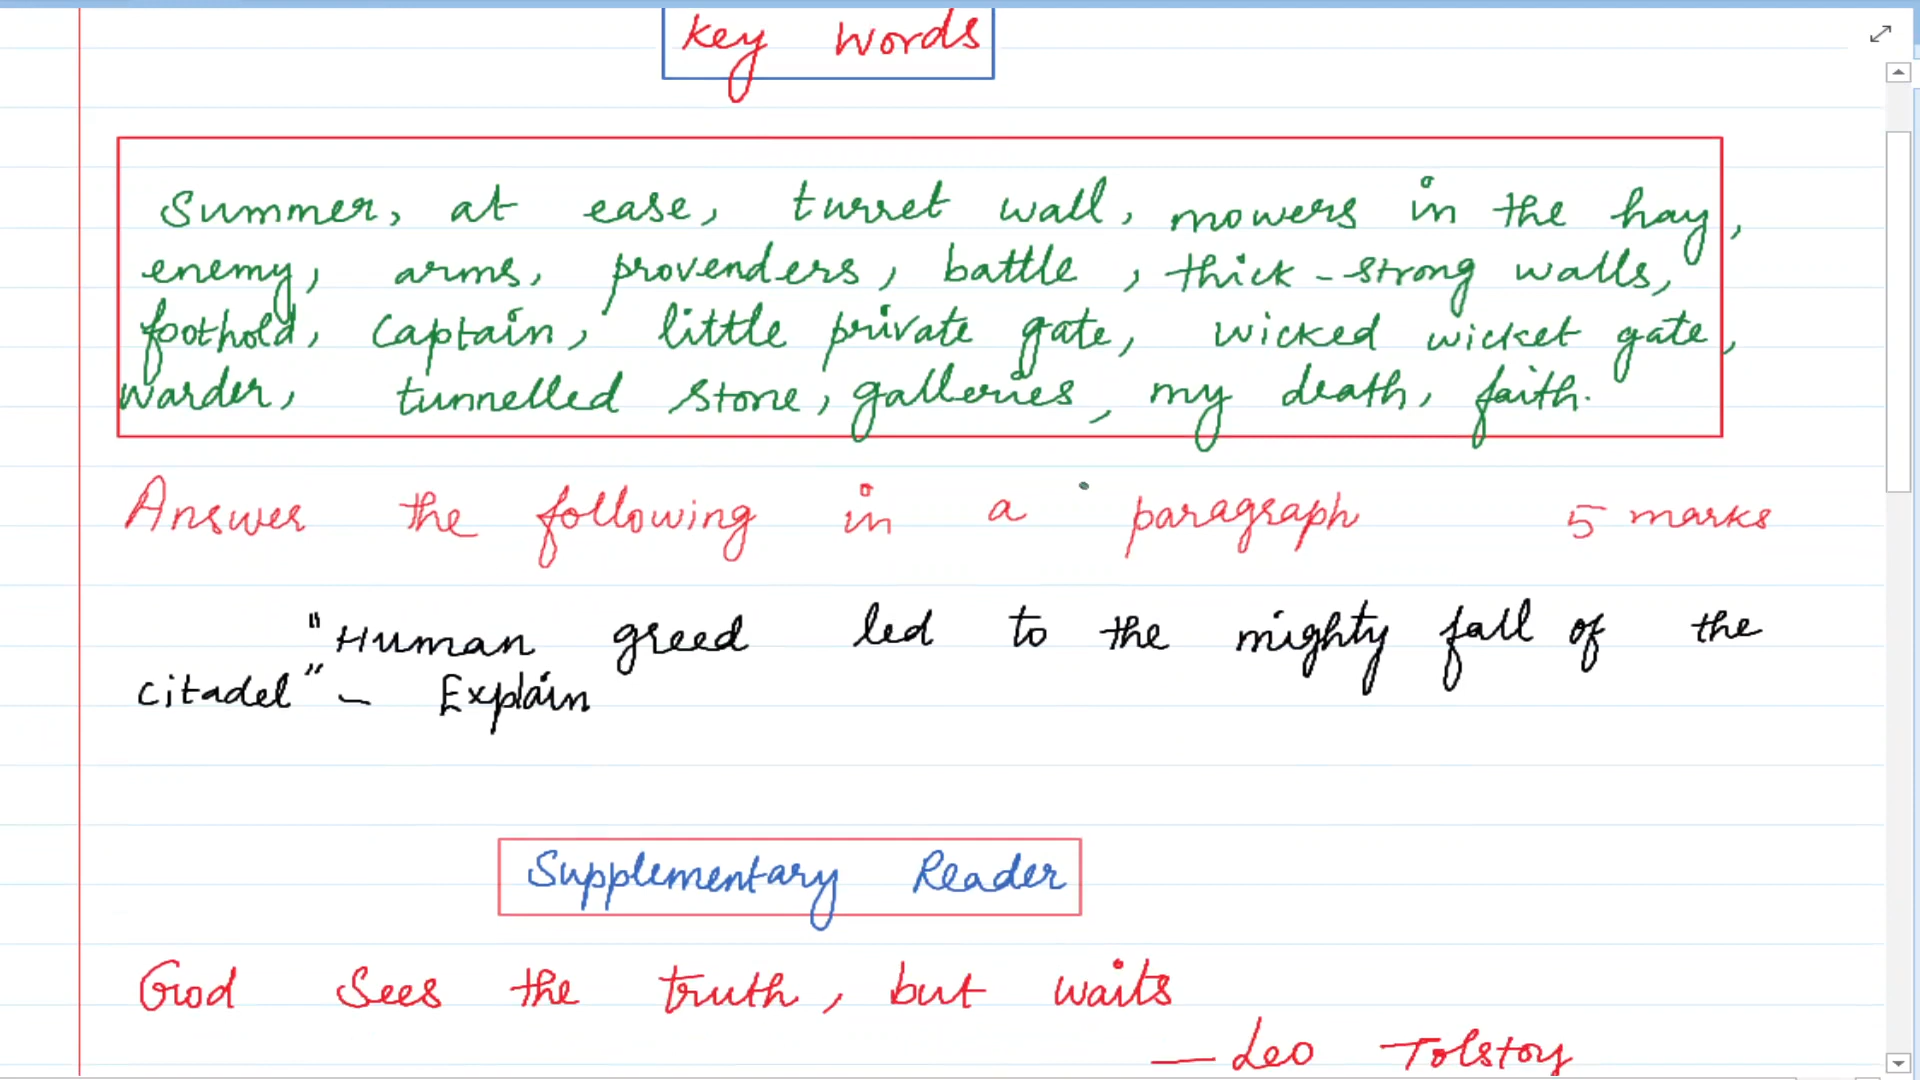 Key Words
Summer, at ease, turret wall, mowers in the hay,
enemy, arms, provenders, battle, thick-strong walls,
foothold, Captain, little private gate, wicked wicket gate,
warder, tunnelled stone, galleries, my death, faith.
Answer the following in a paragraph 5 marks
"Human greed led to the mighty fall of the
citadel" - Explain
Supplementary Reader
God Sees the truth, but waits
- Leo Tolstoy